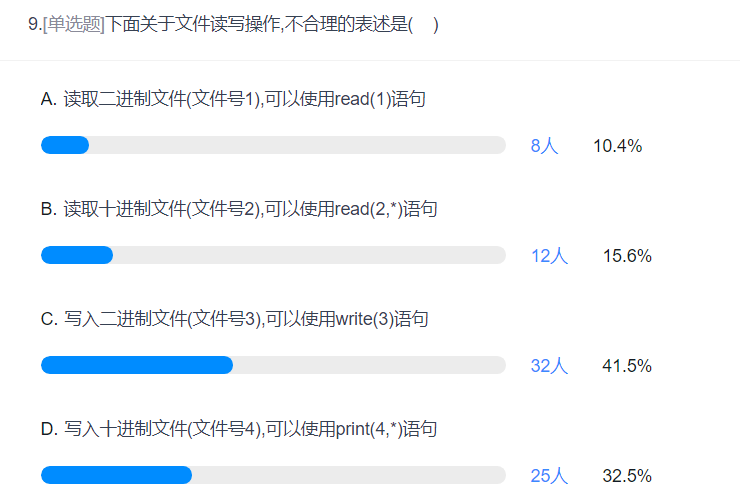 9.[单选题]下面关于文件读写操作,不合理的表述是( )
A. 读取二进制文件(文件号1),可以使用read(1)语句
8人 10.4%
B. 读取十进制文件(文件号2),可以使用read(2,*)语句
12人 15.6%
C. 写入二进制文件(文件号3),可以使用write(3)语句
32人 41.5%
D. 写入十进制文件(文件号4),可以使用print(4,*)语句
25人 32.5%